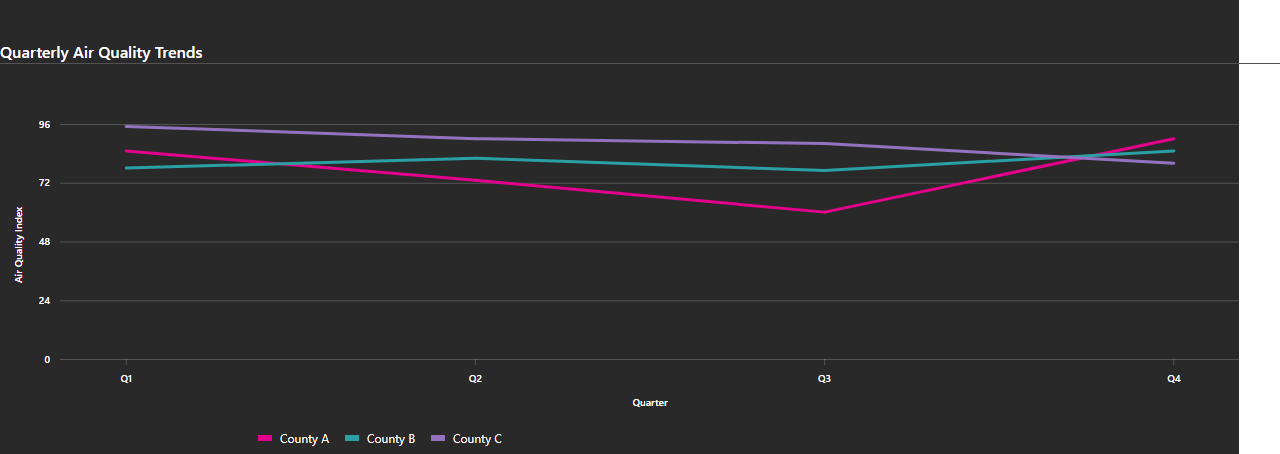 Quarterly Air Quality Trends
96
72
48
24
0
Air Quality Index
Q1 Q2 Q3 Q4
Quarter
County A County B County C